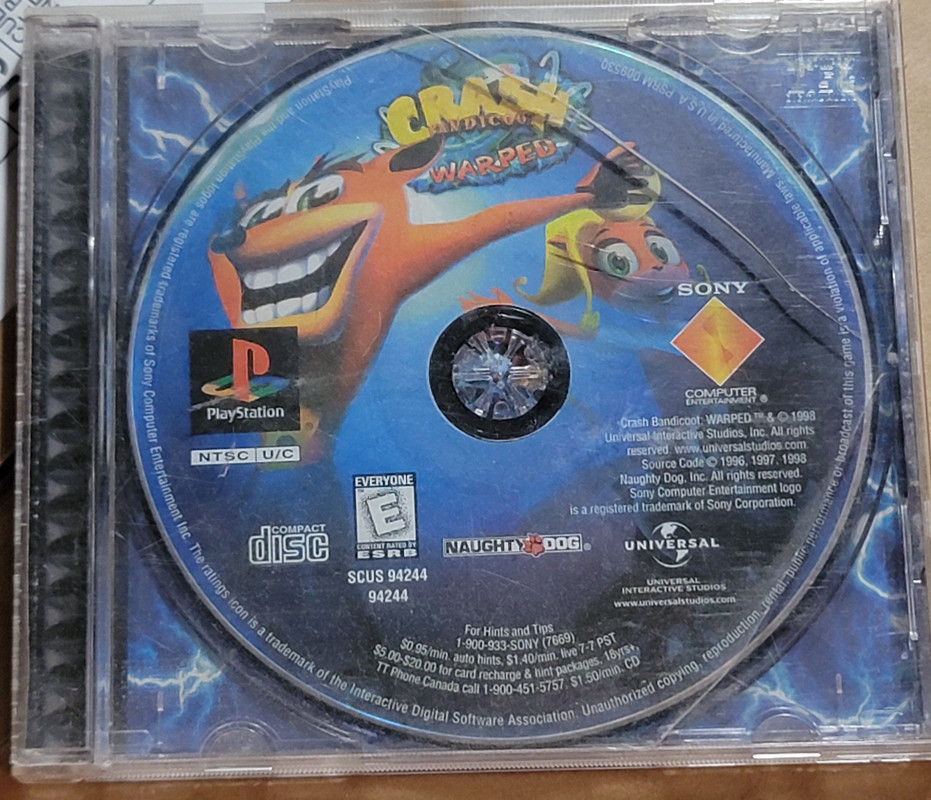 CRASH
BANDICOOT
WARPED
PlayStation and the PlayStation logos are registered trademarks of Sony Computer Entertainment Inc. The ratings icon is a trademark of the Interactive Digital Software Association. Unauthorized copying, reproduction, rental, public performance or broadcast of this game is a violation of applicable laws. Manufactured in U.S.A. PSRM 009530
SONY
COMPUTER
ENTERTAINMENT®
PlayStation
NTSC U/C
Crash Bandicoot: WARPED ™ & © 1998
Universal Interactive Studios, Inc. All rights
reserved. www.universalstudios.com
Source Code © 1996, 1997, 1998
Naughty Dog, Inc. All rights reserved.
Sony Computer Entertainment logo
is a registered trademark of Sony Corporation.
COMPACT
disc
EVERYONE
E
CONTENT RATED BY
ESRB
NAUGHTY DOG®
UNIVERSAL
UNIVERSAL
INTERACTIVE STUDIOS
www.universalstudios.com
SCUS 94244
94244
For Hints and Tips
1-900-933-SONY (7669)
$0.95/min. auto hints, $1.40/min. live 7-7 PST
$5.00-$20.00 for card recharge & hint packages. 18yrs+,
TT Phone.Canada call 1-900-451-5757. $1.50/min. CD